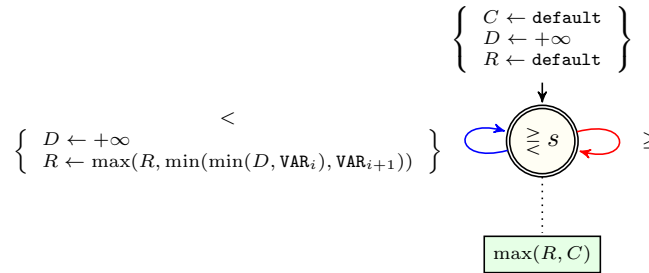 C ← default
D ← +∞
R ← default
<
D ← +∞
R ← max(R, min(min(D, VAR_i), VAR_{i+1}))
≥
< s
≥
max(R, C)